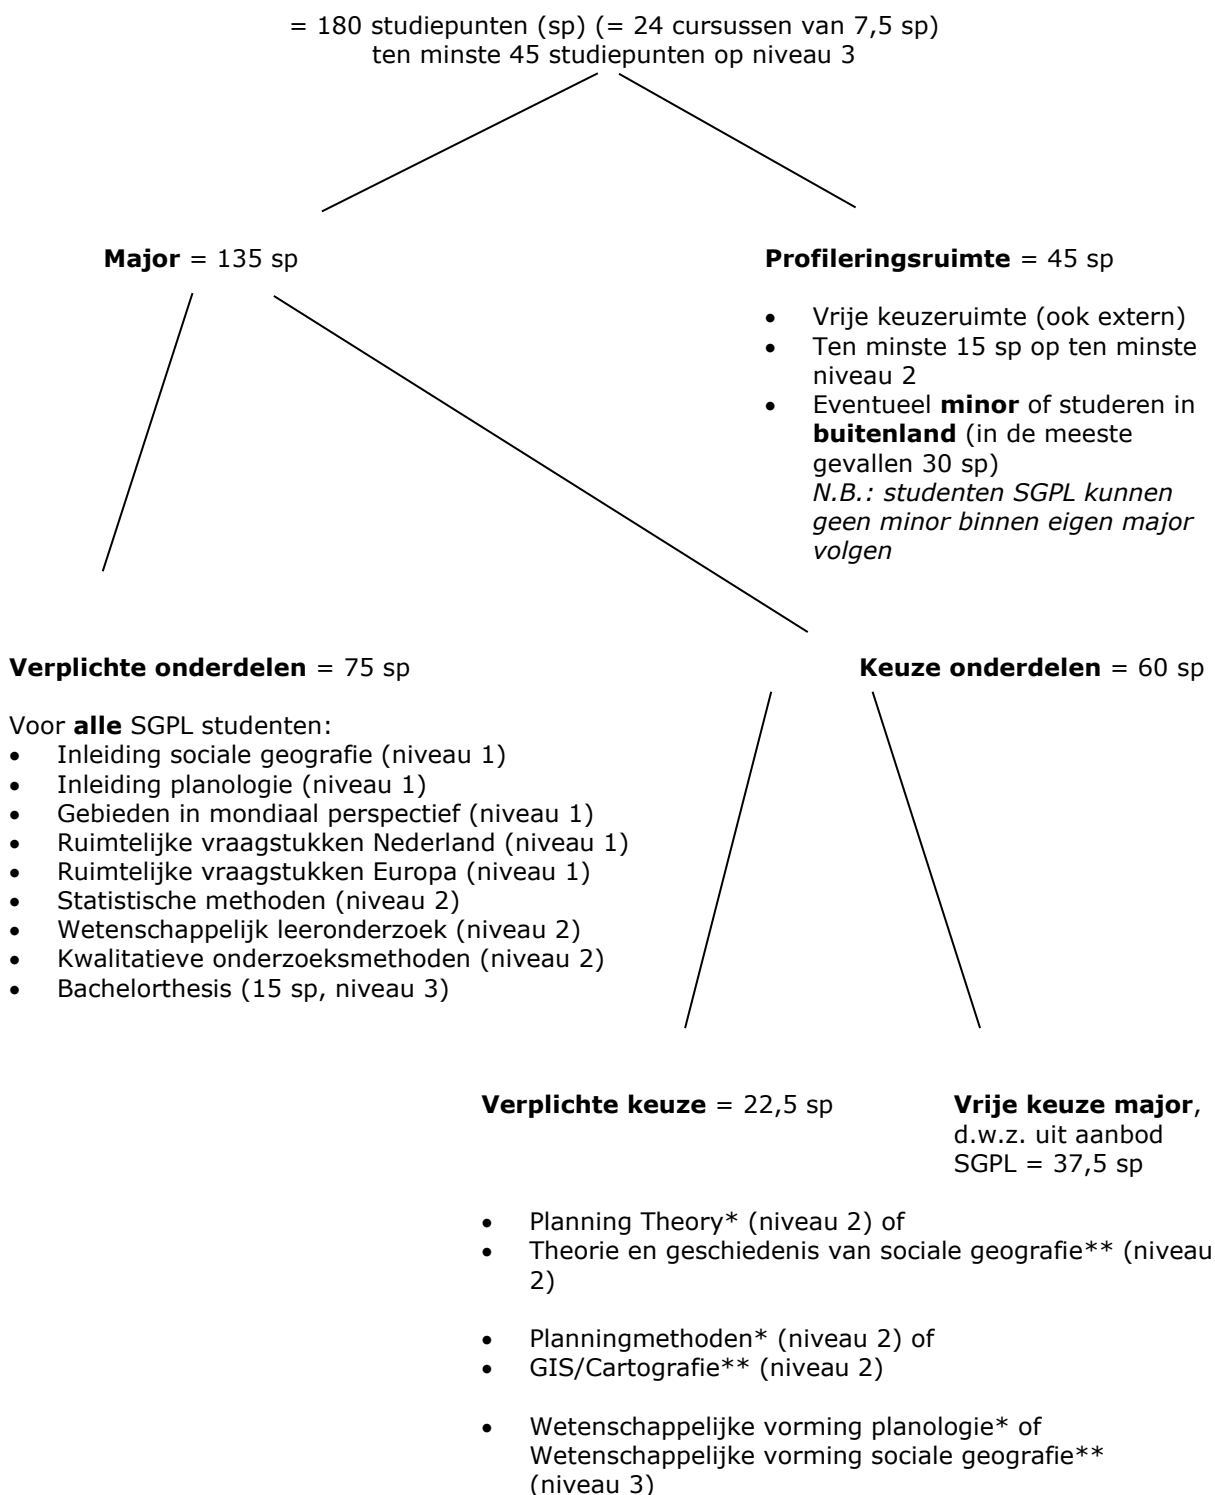 = 180 studiepunten (sp) (= 24 cursussen van 7,5 sp)
ten minste 45 studiepunten op niveau 3
Major = 135 sp
Profileringsruimte = 45 sp
• Vrije keuzeruimte (ook extern)
• Ten minste 15 sp op ten minste
niveau 2
• Eventueel minor of studeren in
buitenland (in de meeste
gevallen 30 sp)
N.B.: studenten SGPL kunnen
geen minor binnen eigen major
volgen
Verplichte onderdelen = 75 sp
Voor alle SGPL studenten:
• Inleiding sociale geografie (niveau 1)
• Inleiding planologie (niveau 1)
• Gebieden in mondiaal perspectief (niveau 1)
• Ruimtelijke vraagstukken Nederland (niveau 1)
• Ruimtelijke vraagstukken Europa (niveau 1)
• Statistische methoden (niveau 2)
• Wetenschappelijk leeronderzoek (niveau 2)
• Kwalitatieve onderzoeksmethoden (niveau 2)
• Bachelorthesis (15 sp, niveau 3)
Keuze onderdelen = 60 sp
Verplichte keuze = 22,5 sp
• Planning Theory* (niveau 2) of
• Theorie en geschiedenis van sociale geografie** (niveau
2)
• Planningmethoden* (niveau 2) of
• GIS/Cartografie** (niveau 2)
• Wetenschappelijke vorming planologie* of
Wetenschappelijke vorming sociale geografie**
(niveau 3)
Vrije keuze major,
d.w.z. uit aanbod
SGPL = 37,5 sp